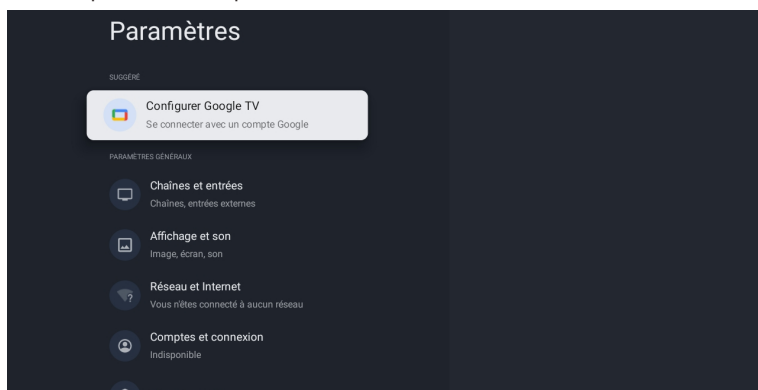 Paramètres
SUGGÉRÉ
Configurer Google TV
Se connecter avec un compte Google
PARAMÈTRES GÉNÉRAUX
Chaînes et entrées
Chaînes, entrées externes
Affichage et son
Image, écran, son
Réseau et Internet
Vous n'êtes connecté à aucun réseau
Comptes et connexion
Indisponible